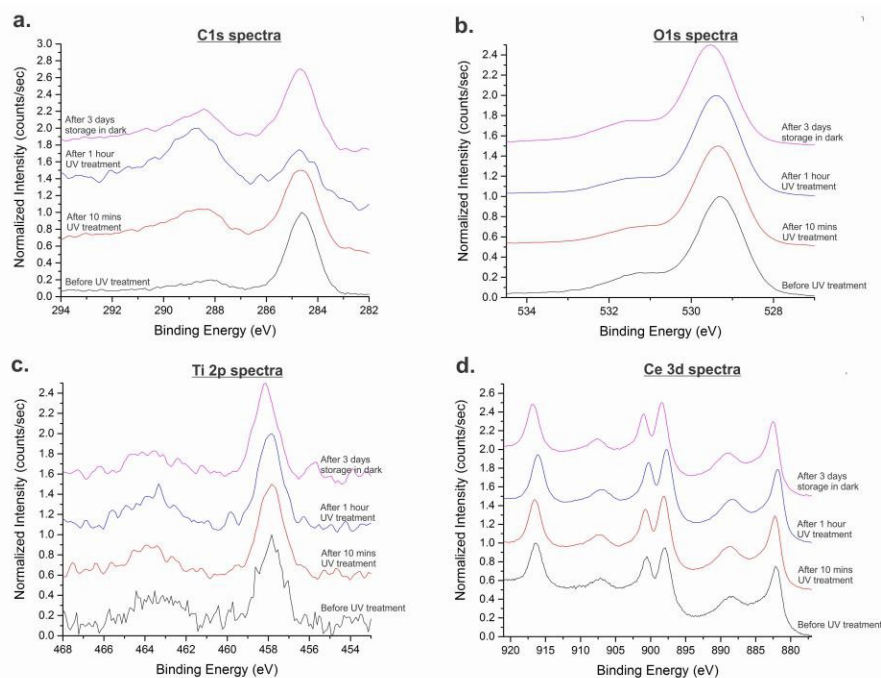 a.
C1s spectra
Normalized Intensity (counts/sec)
3.0
2.8
2.6
2.4
2.2
2.0
1.8
1.6
1.4
1.2
1.0
0.8
0.6
0.4
0.2
0.0
After 3 days
storage in dark
After 1 hour
UV treatment
After 10 mins
UV treatment
Before UV treatment
294 292 290 288 286 284 282
Binding Energy (eV)
b.
O1s spectra
Normalized Intensity (counts/sec)
2.4
2.2
2.0
1.8
1.6
1.4
1.2
1.0
0.8
0.6
0.4
0.2
0.0
After 3 days
storage in dark
After 1 hour
UV treatment
After 10 mins
UV treatment
Before UV treatment
534 532 530 528
Binding Energy (eV)
c.
Ti 2p spectra
Normalized Intensity (counts/sec)
2.4
2.2
2.0
1.8
1.6
1.4
1.2
1.0
0.8
0.6
0.4
0.2
0.0
After 3 days
storage in dark
After 1 hour
UV treatment
After 10 mins
UV treatment
Before UV treatment
468 466 464 462 460 458 456 454
Binding Energy (eV)
d.
Ce 3d spectra
Normalized Intensity (counts/sec)
2.6
2.4
2.2
2.0
1.8
1.6
1.4
1.2
1.0
0.8
0.6
0.4
0.2
0.0
After 3 days
storage in dark
After 1 hour
UV treatment
After 10 mins
UV treatment
Before UV treatment
920 915 910 905 900 895 890 885 880
Binding Energy (eV)